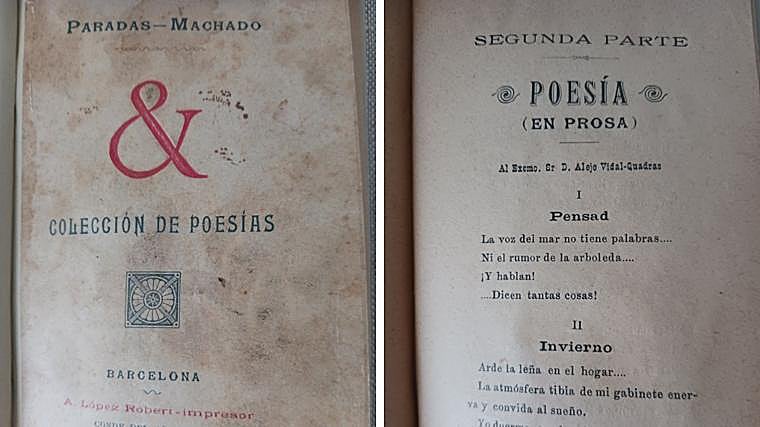 PARADAS–MACHADO
&
COLECCIÓN DE POESÍAS
BARCELONA
A. López Robert-impresor
SEGUNDA PARTE
POESÍA
(EN PROSA)
Al Excmo. Sr D. Alejo Vidal-Quadras
I
Pensad
La voz del mar no tiene palabras....
Ni el rumor de la arboleda....
¡Y hablan!
....Dicen tantas cosas!
II
Invierno
Arde la leña en el hogar....
La atmósfera tibia de mi gabinete ener-
va y convida al sueño.